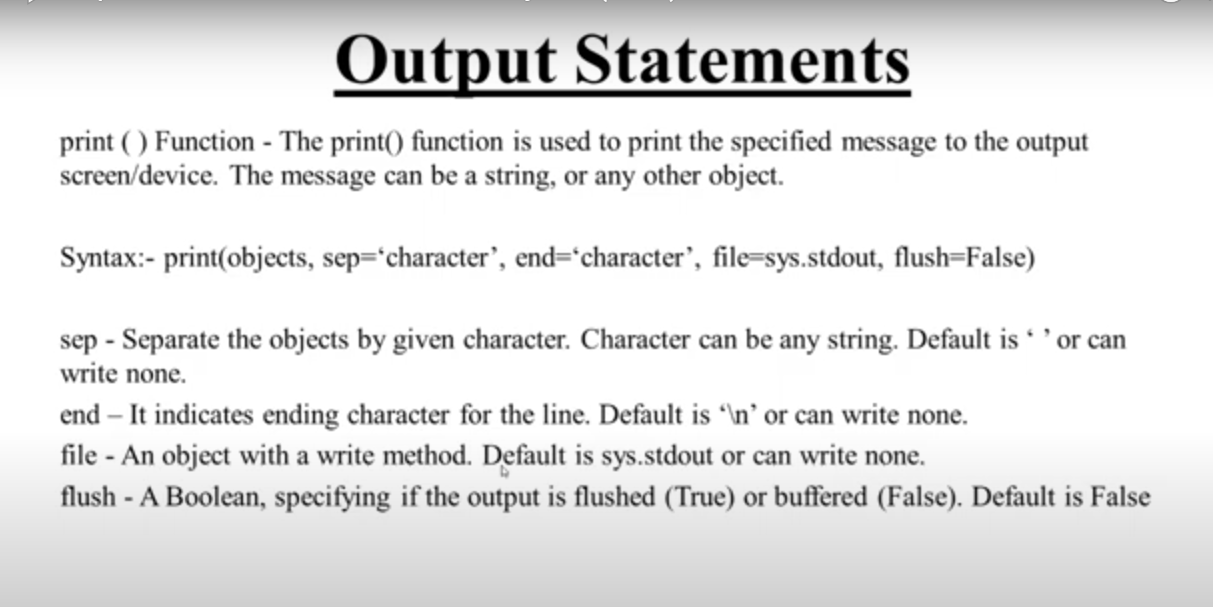 Output Statements
print ( ) Function - The print() function is used to print the specified message to the output
screen/device. The message can be a string, or any other object.
Syntax:- print(objects, sep=‘character’, end=‘character’, file=sys.stdout, flush=False)
sep - Separate the objects by given character. Character can be any string. Default is ‘ ’ or can
write none.
end – It indicates ending character for the line. Default is ‘\n’ or can write none.
file - An object with a write method. Default is sys.stdout or can write none.
flush - A Boolean, specifying if the output is flushed (True) or buffered (False). Default is False